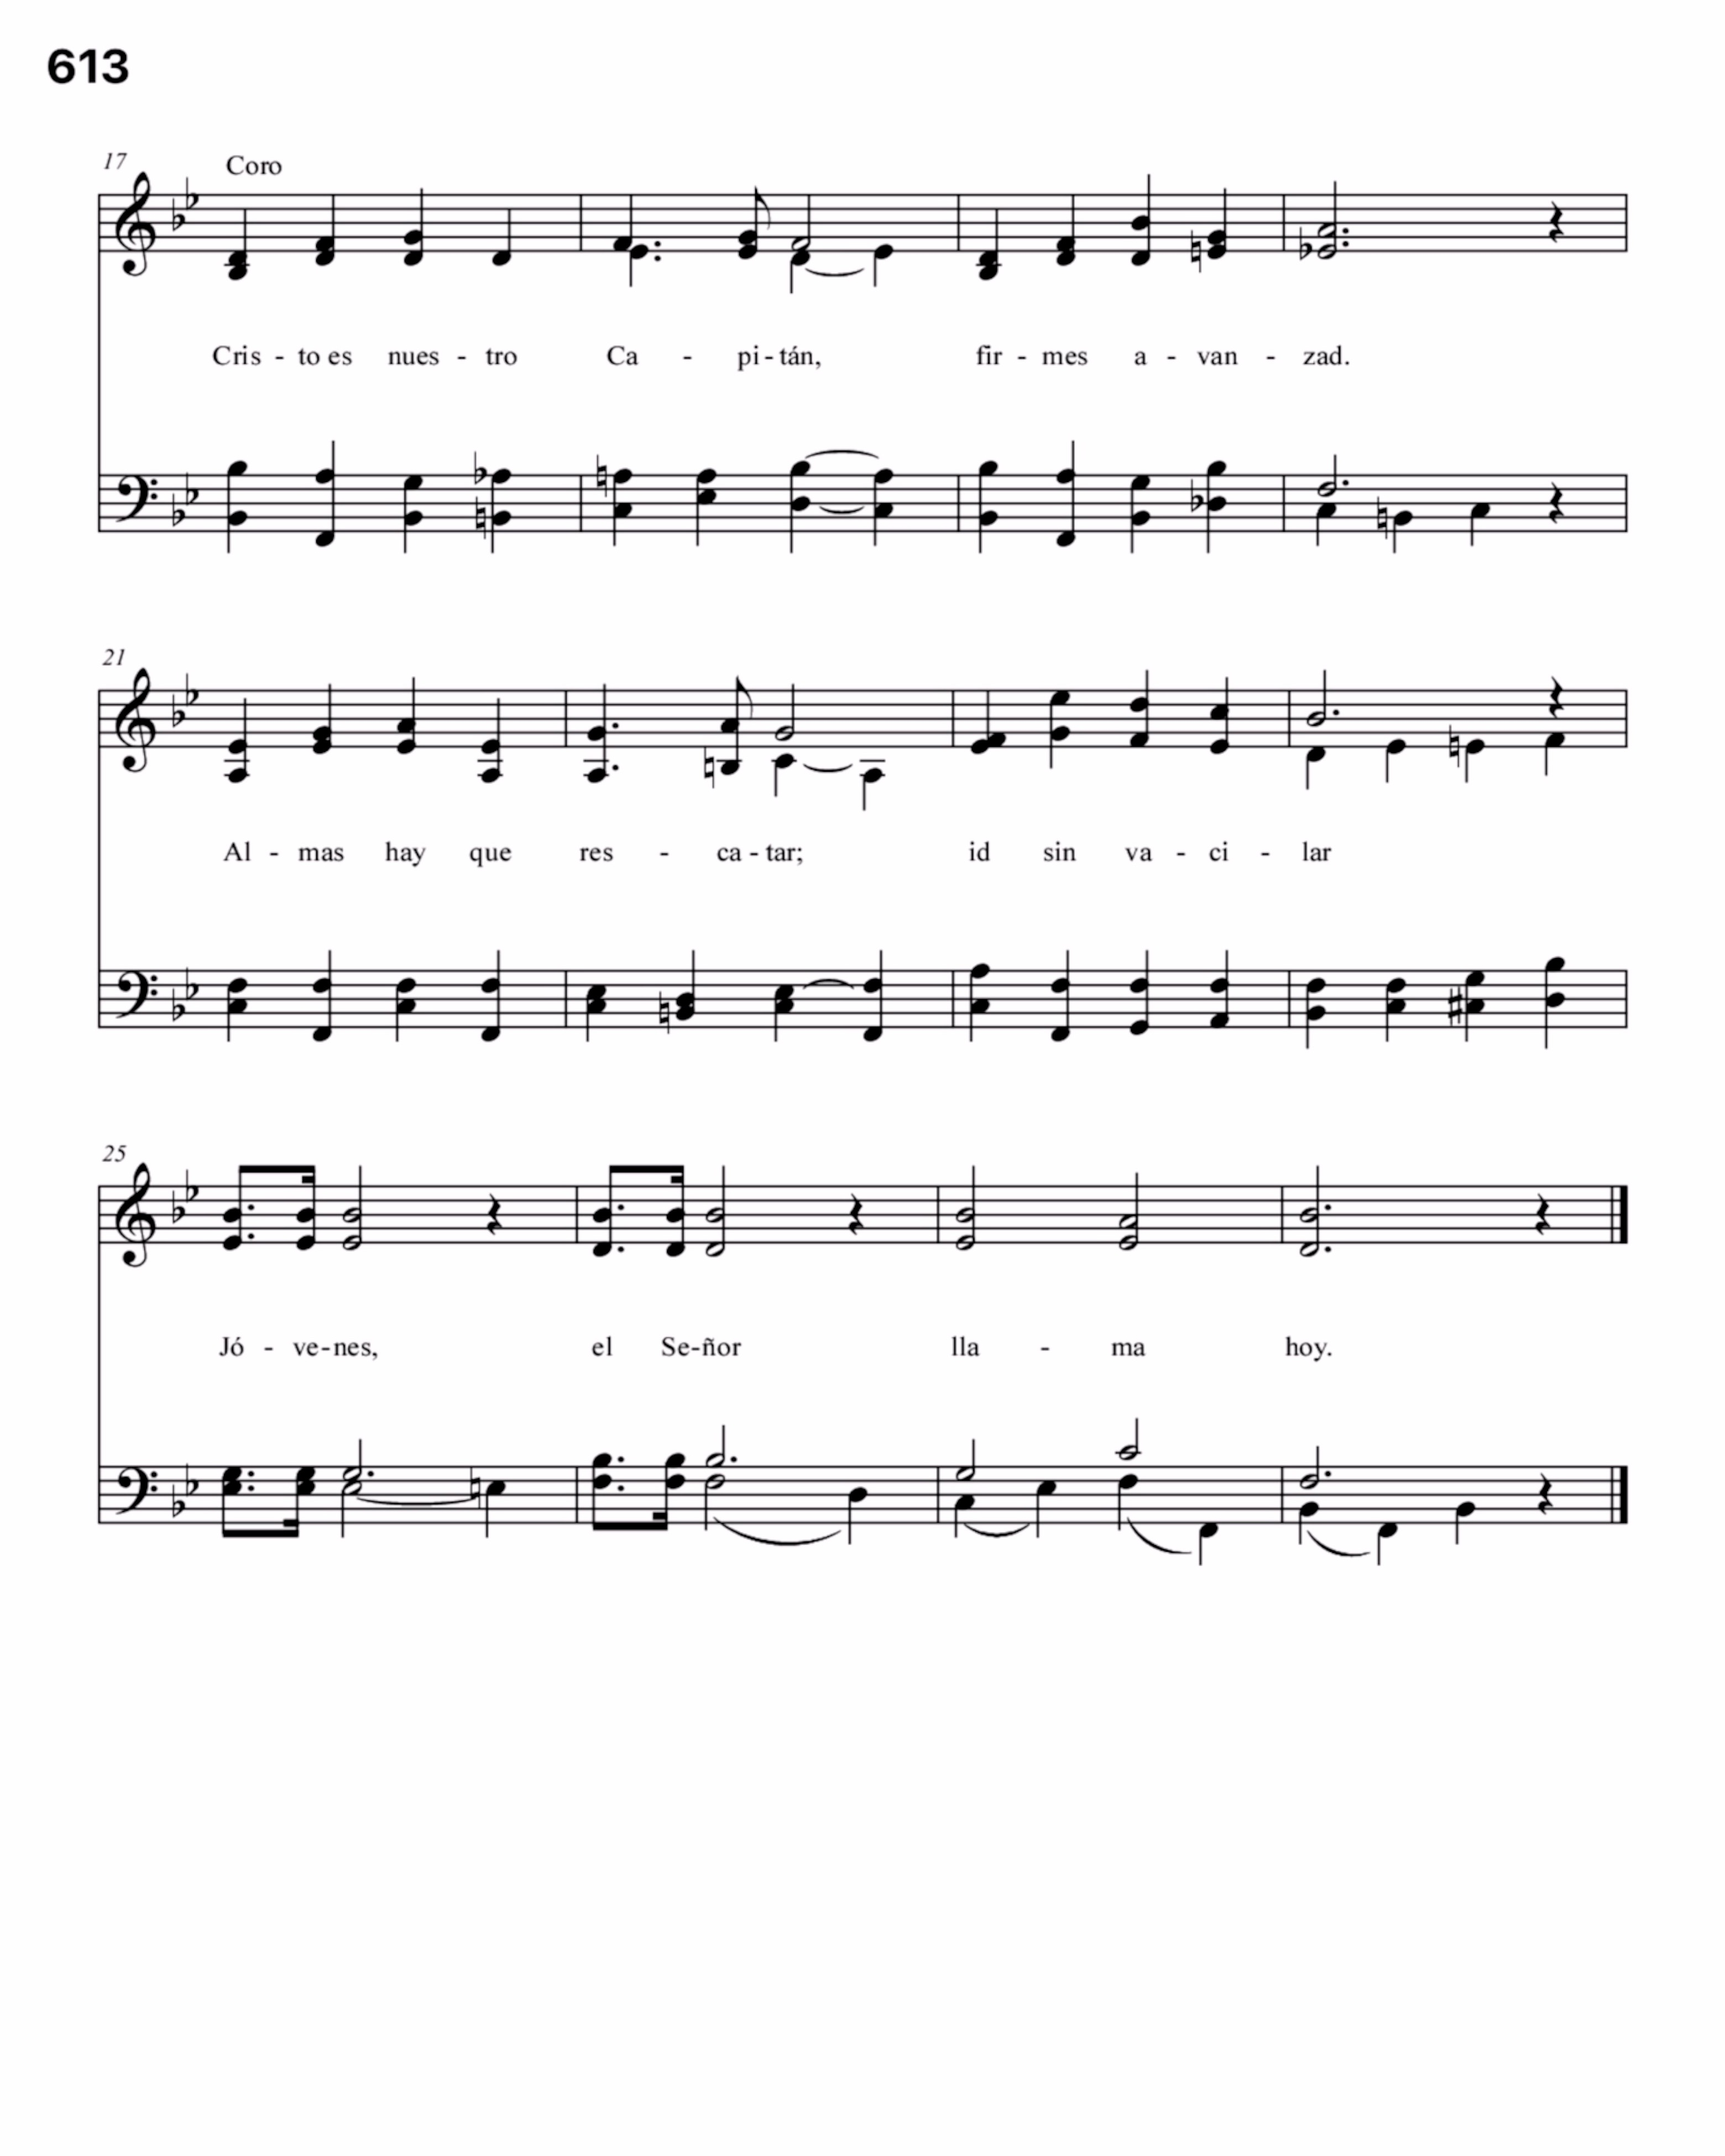 613
17
Coro
Cris - to es nues - tro Ca - pi - tán, fir - mes a - van - zad.
21
Al - mas hay que res - ca - tar; id sin va - ci - lar
25
Jó - ve - nes, el Se - ñor lla - ma hoy.